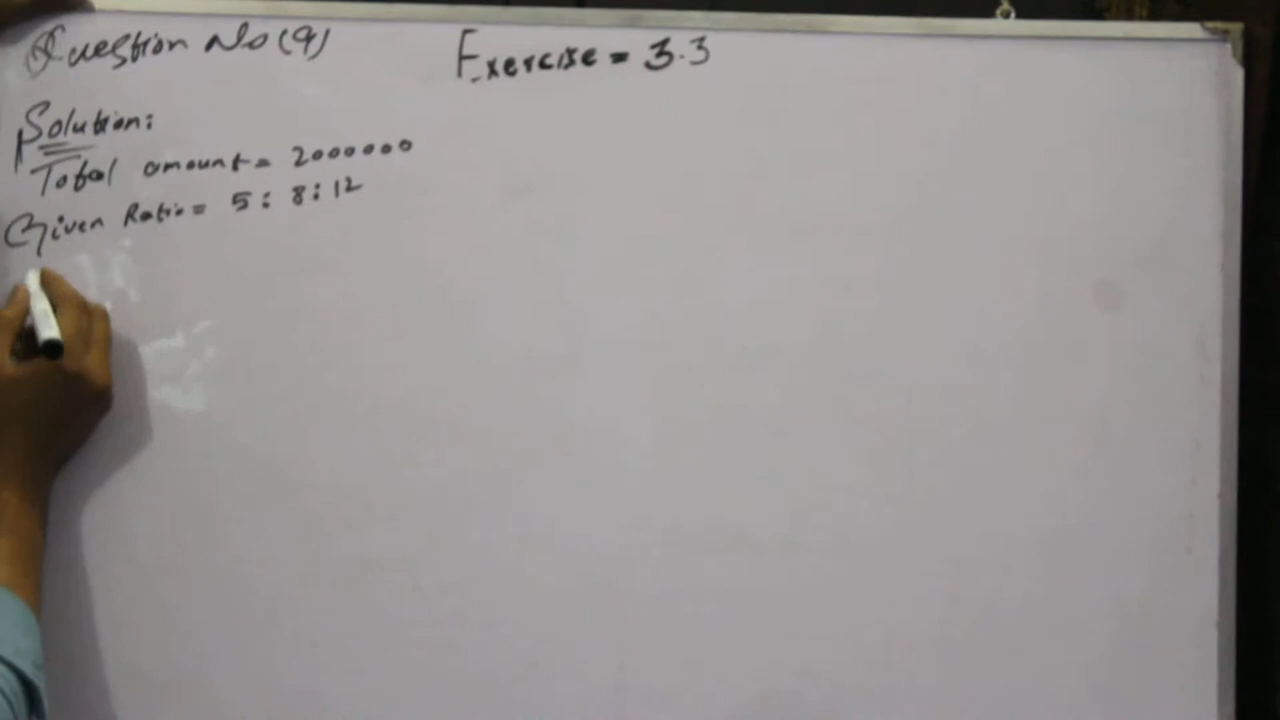 Question No (9)
Exercise = 3.3
Solution:
Total amount = 2000000
Given Ratio = 5 : 8 : 12